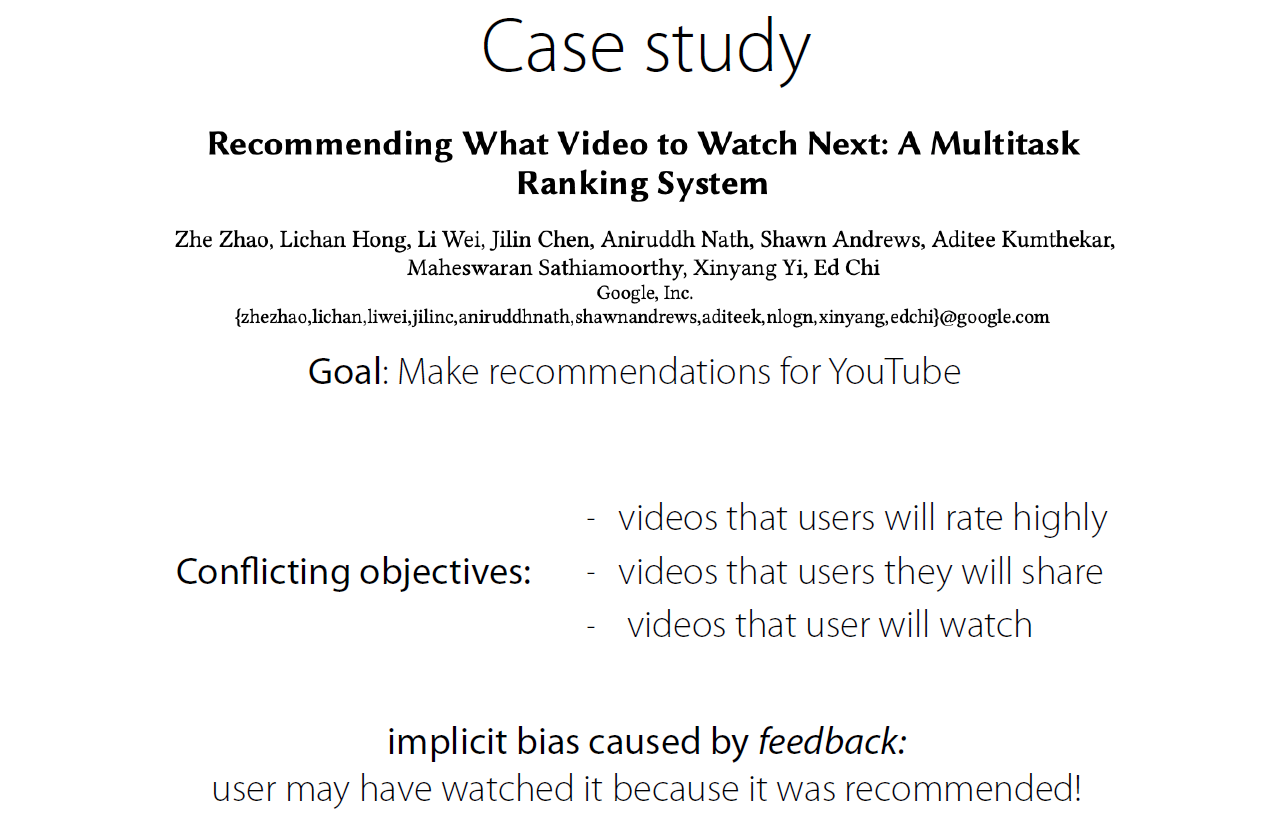 Case study
Recommending What Video to Watch Next: A Multitask
Ranking System
Zhe Zhao, Lichan Hong, Li Wei, Jilin Chen, Aniruddh Nath, Shawn Andrews, Aditee Kumthekar,
Maheswaran Sathiamoorthy, Xinyang Yi, Ed Chi
Google, Inc.
{zhezhao,lichan,liwei,jilinc,aniruddhnath,shawnandrews,aditeek,nlogn,xinyang,edchi}@google.com
Goal: Make recommendations for YouTube
Conflicting objectives:
- videos that users will rate highly
- videos that users they will share
- videos that user will watch
implicit bias caused by feedback:
user may have watched it because it was recommended!